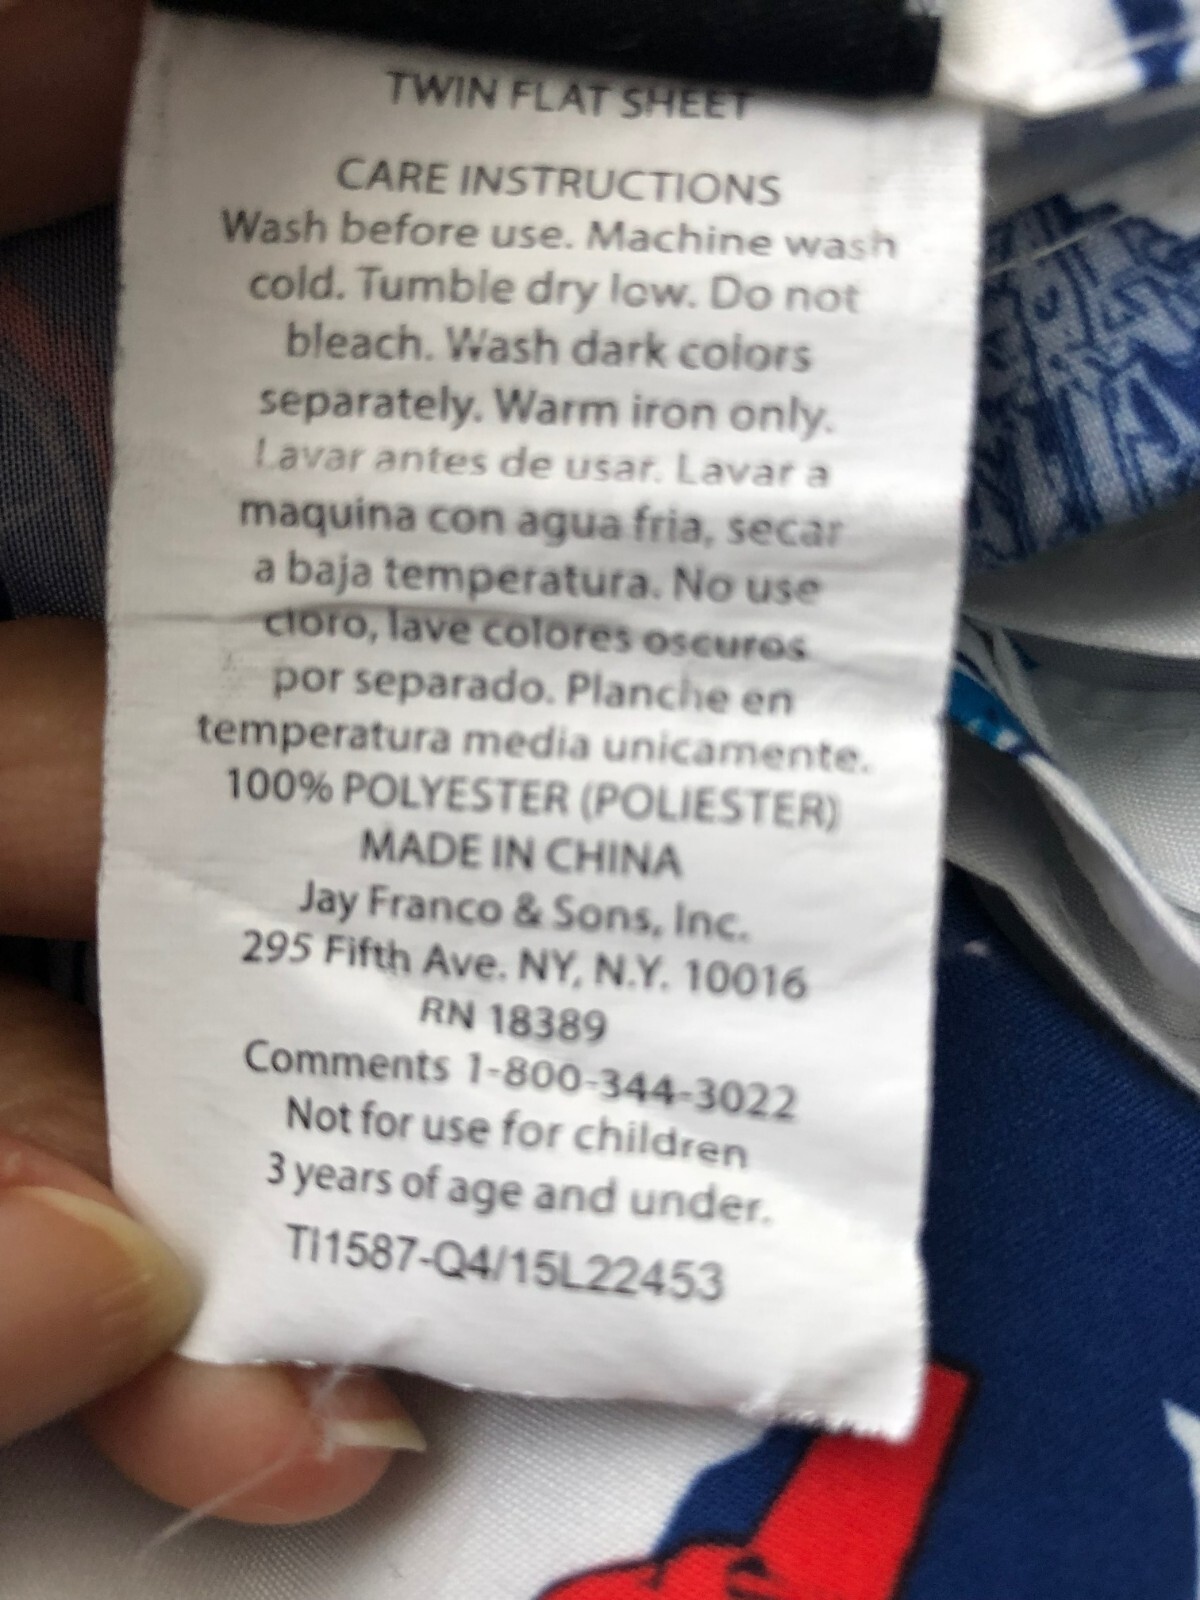 TWIN FLAT SHEET
CARE INSTRUCTIONS
Wash before use. Machine wash
cold. Tumble dry low. Do not
bleach. Wash dark colors
separately. Warm iron only.
Lavar antes de usar. Lavar a
maquina con agua fria, secar
a baja temperatura. No use
cloro, lave colores oscuros
por separado. Planche en
temperatura media unicamente.
100% POLYESTER (POLIESTER)
MADE IN CHINA
Jay Franco & Sons, Inc.
295 Fifth Ave. NY, N.Y. 10016
RN 18389
Comments 1-800-344-3022
Not for use for children
3 years of age and under.
TI1587-Q4/15L22453